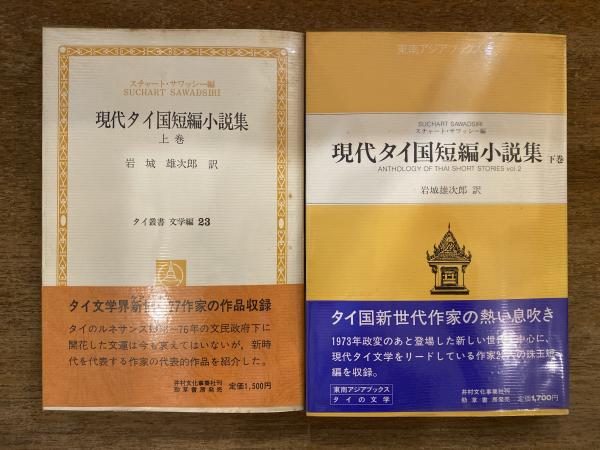 スチャート・サワッシー編
SUCHART SAWADSIRI
現代タイ国短編小説集
上巻
岩城雄次郎 訳
タイ叢書 文学編 23
タイ文学界新世代 作家の作品収録
タイのルネサンス 76年の文民政府下に
開花した文運は今も衰えてはいないが,新時
代を代表する作家の代表的作品を紹介した。
井村文化事業社刊
勁草書房発売
定価1,500円
東南アジアブックス
SUCHART SAWADSIRI
スチャート・サワッシー編
現代タイ国短編小説集 下巻
ANTHOLOGY OF THAI SHORT STORIES vol.2
岩城雄次郎 訳
タイ国新世代作家の熱い息吹き
1973年政変のあと登場した新しい世代 中心に,
現代タイ文学をリードしている作家 の珠玉短
編を収録。
東南アジアブックス
タイの文学
井村文化事業社刊
勁草書房発売
定価1,700円